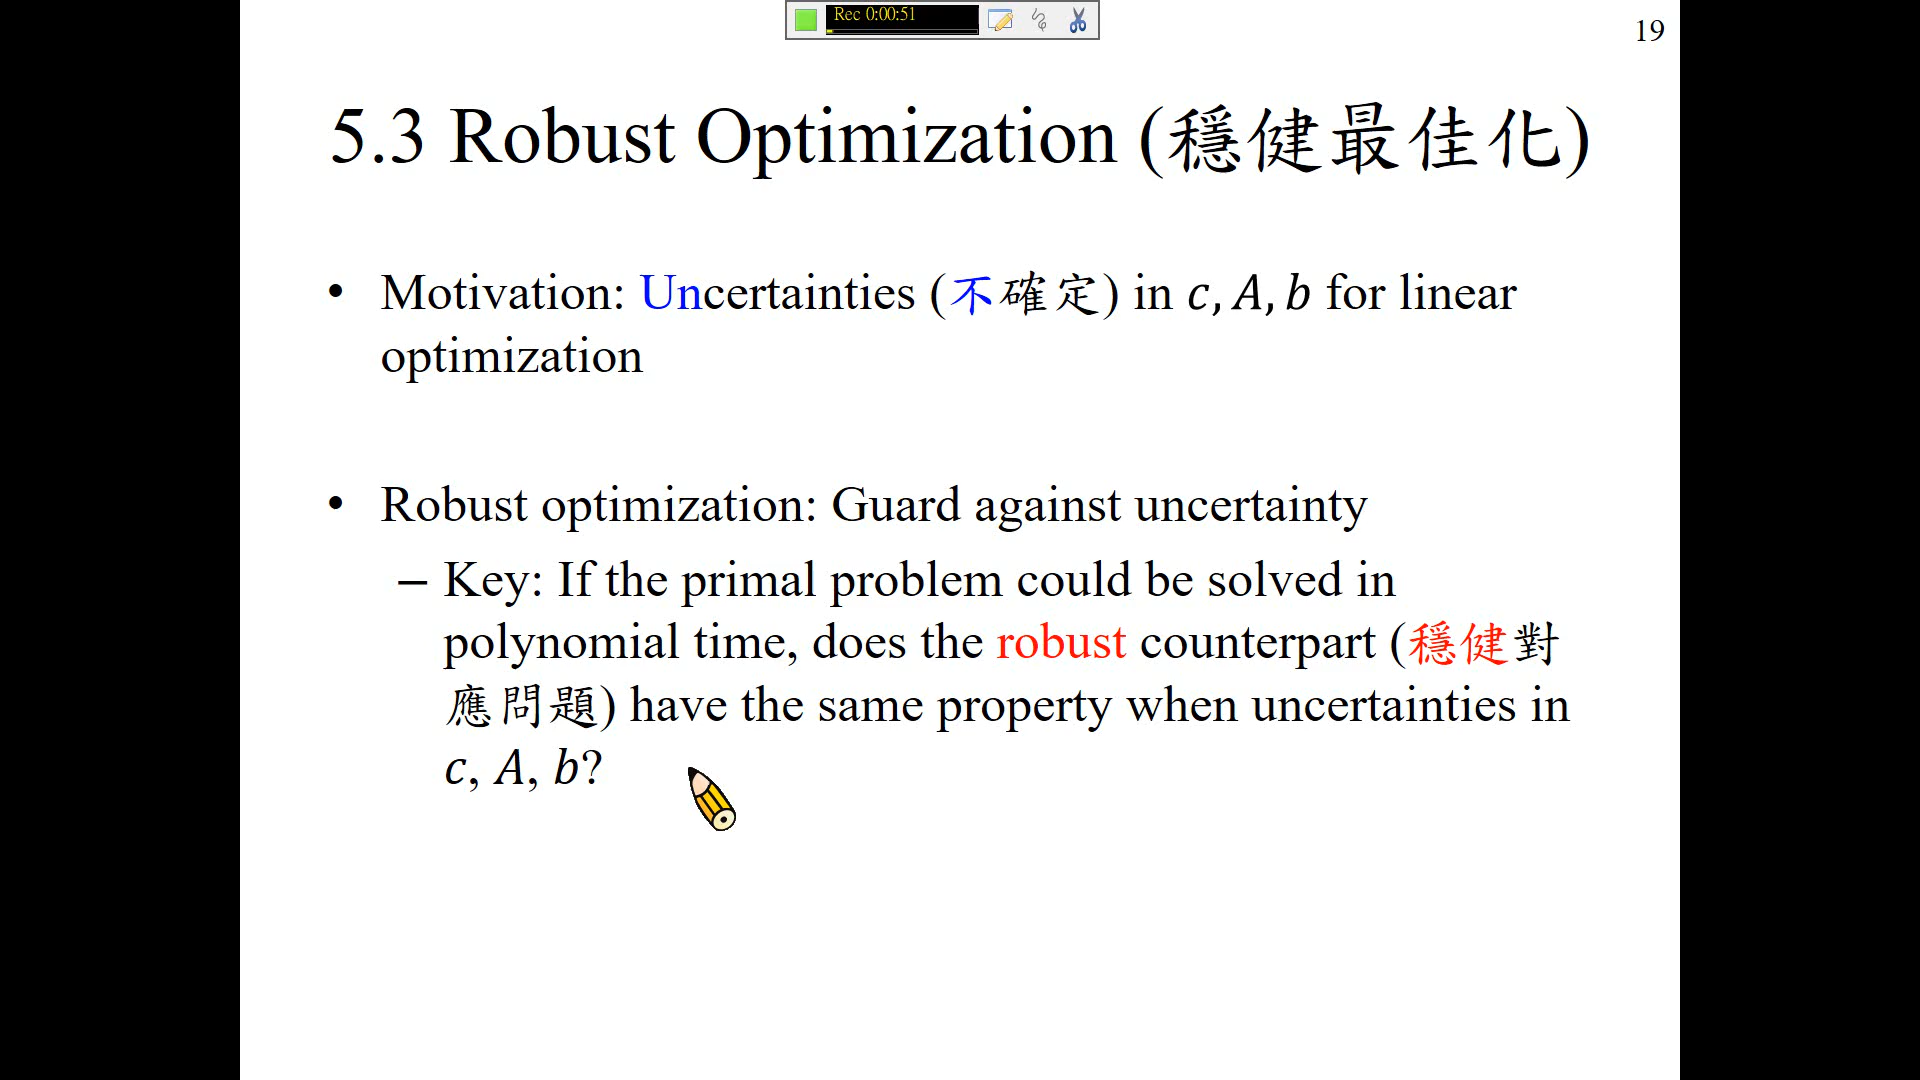 Rec 0:00:51
19
5.3 Robust Optimization (穩健最佳化)
• Motivation: Uncertainties (不確定) in c, A, b for linear
optimization
• Robust optimization: Guard against uncertainty
– Key: If the primal problem could be solved in
polynomial time, does the robust counterpart (穩健對
應問題) have the same property when uncertainties in
c, A, b?